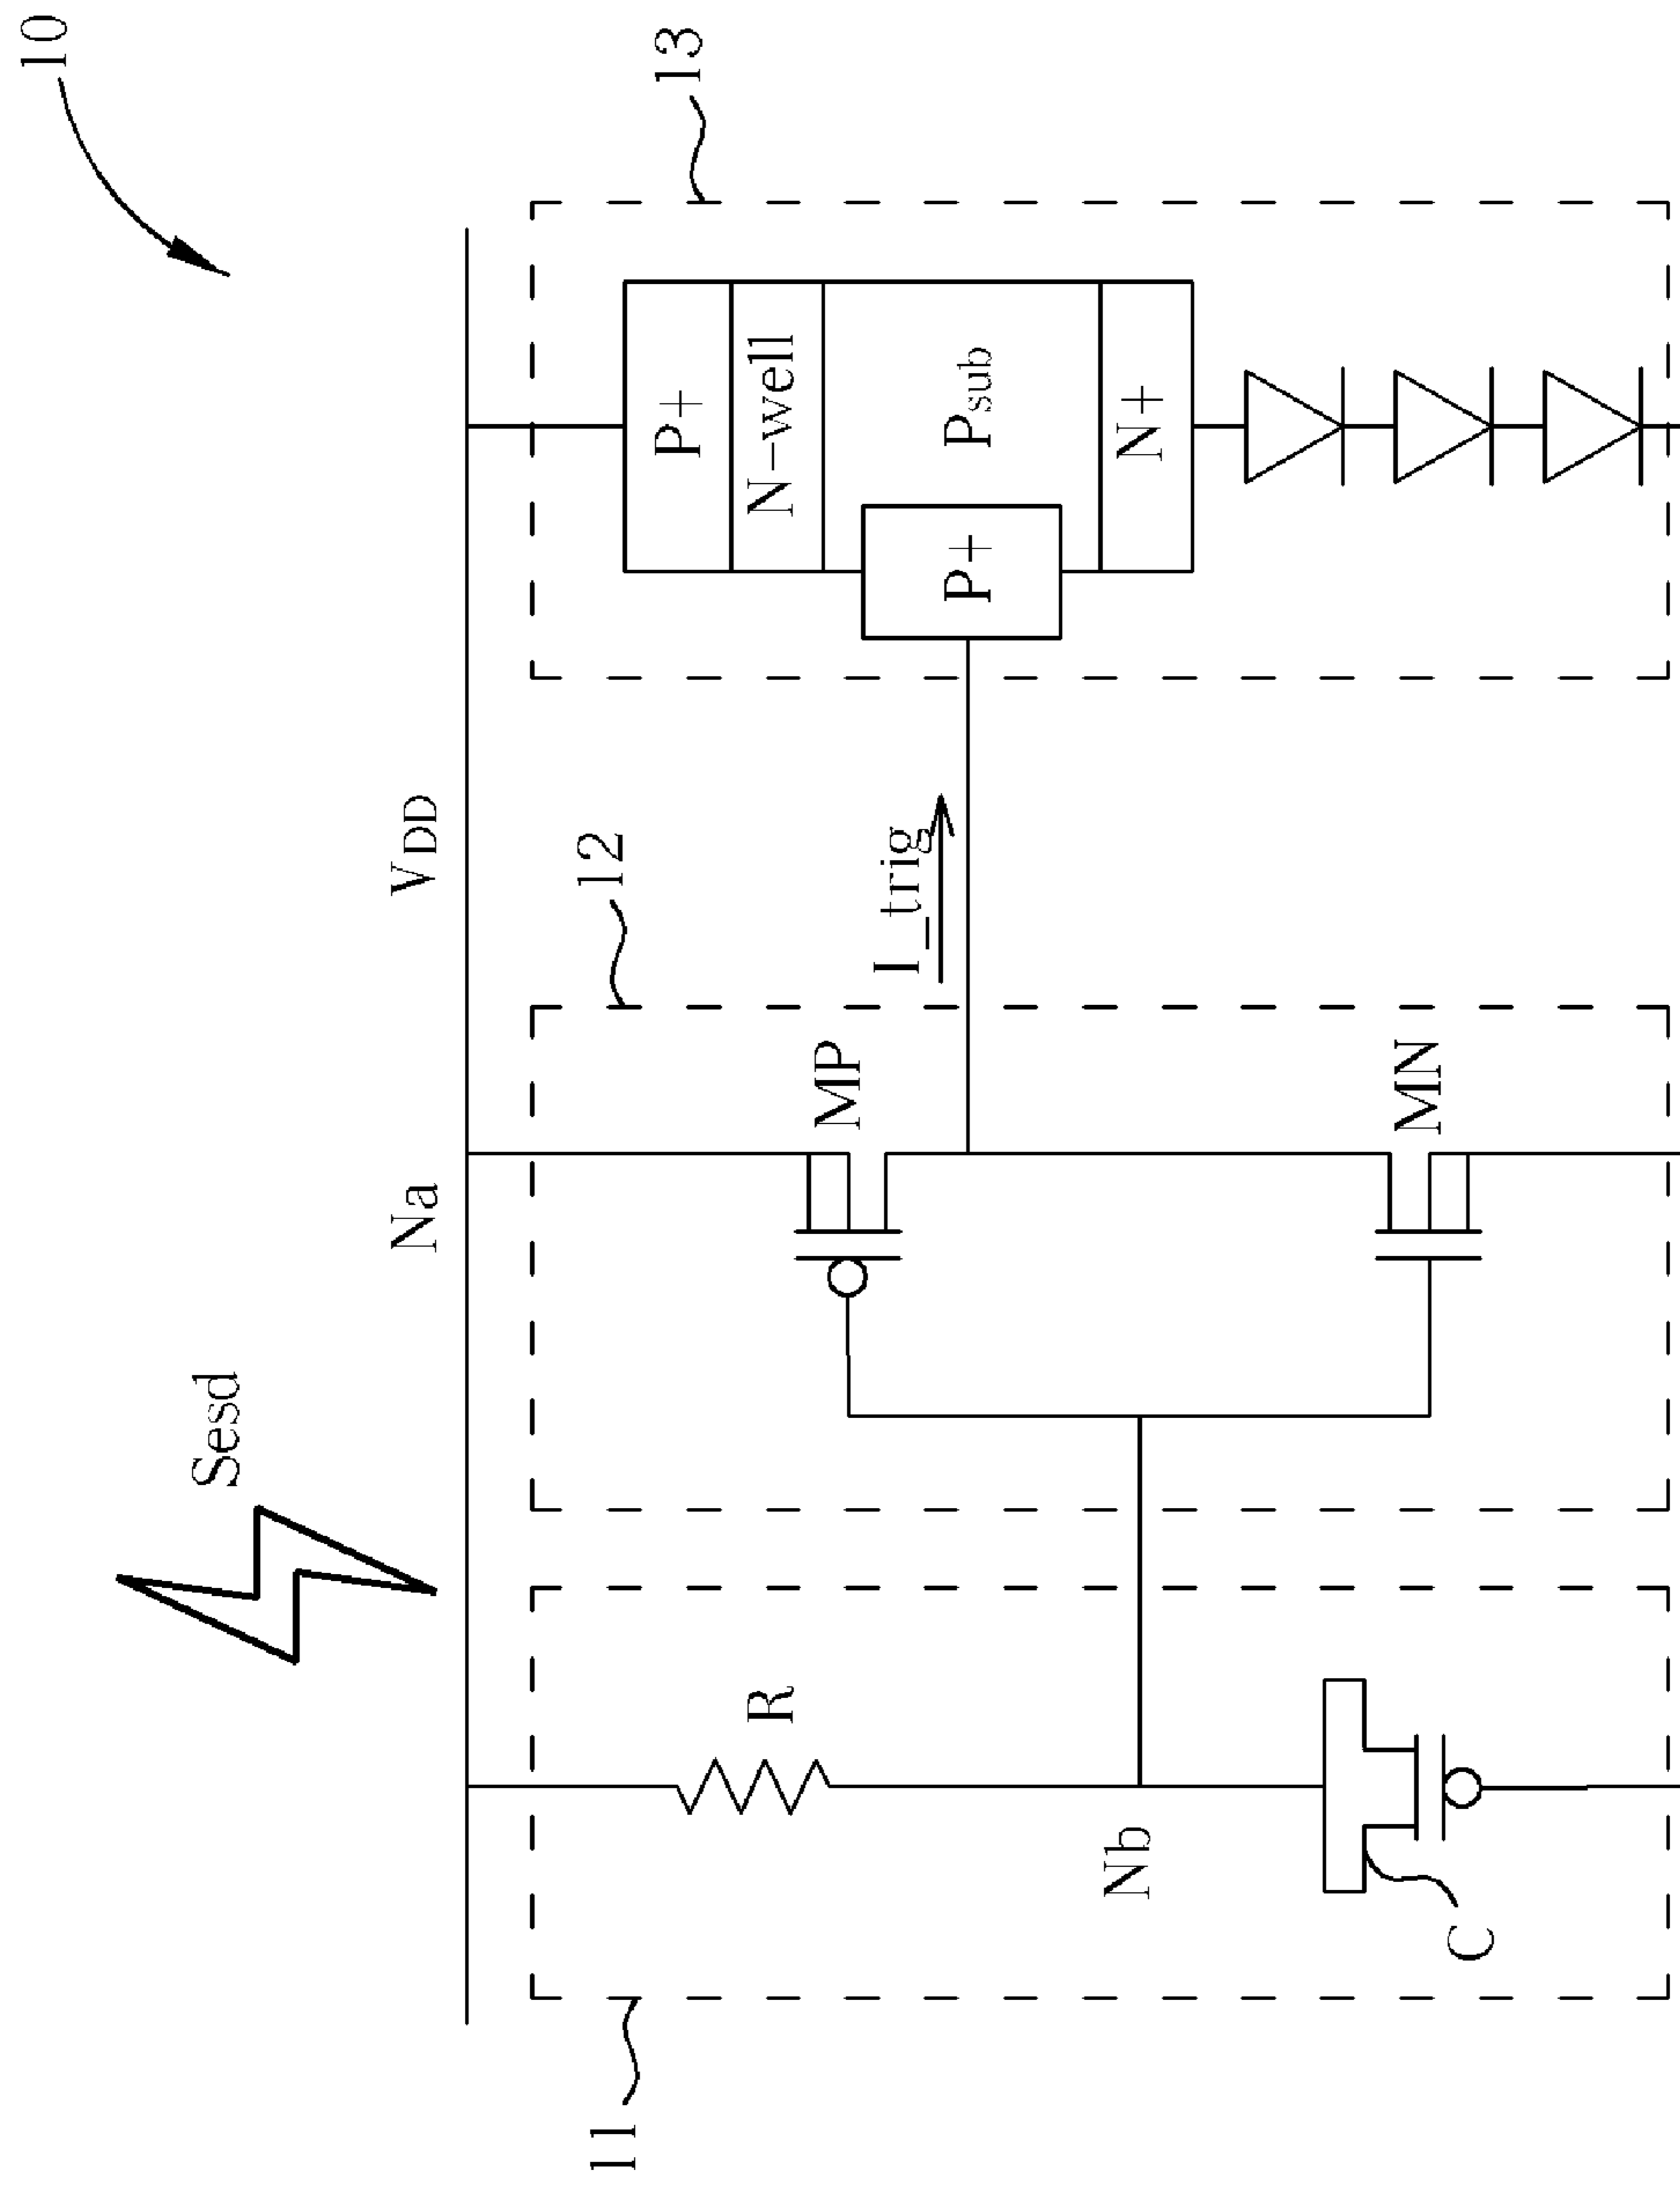 10
Sesd
Na
VDD
11
12
13
R
Nb
C
MP
MN
I_trig
P+
N-well
Psub
P+
N+